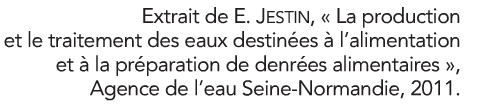 Extrait de E. JESTIN, « La production
et le traitement des eaux destinées à l'alimentation
et à la préparation de denrées alimentaires »,
Agence de l'eau Seine-Normandie, 2011.